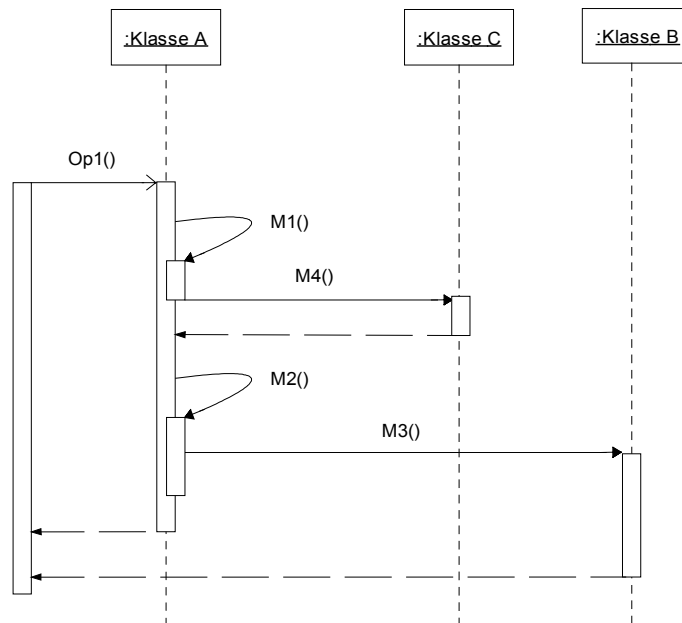 :Klasse A
:Klasse C
:Klasse B
Op1()
M1()
M4()
M2()
M3()